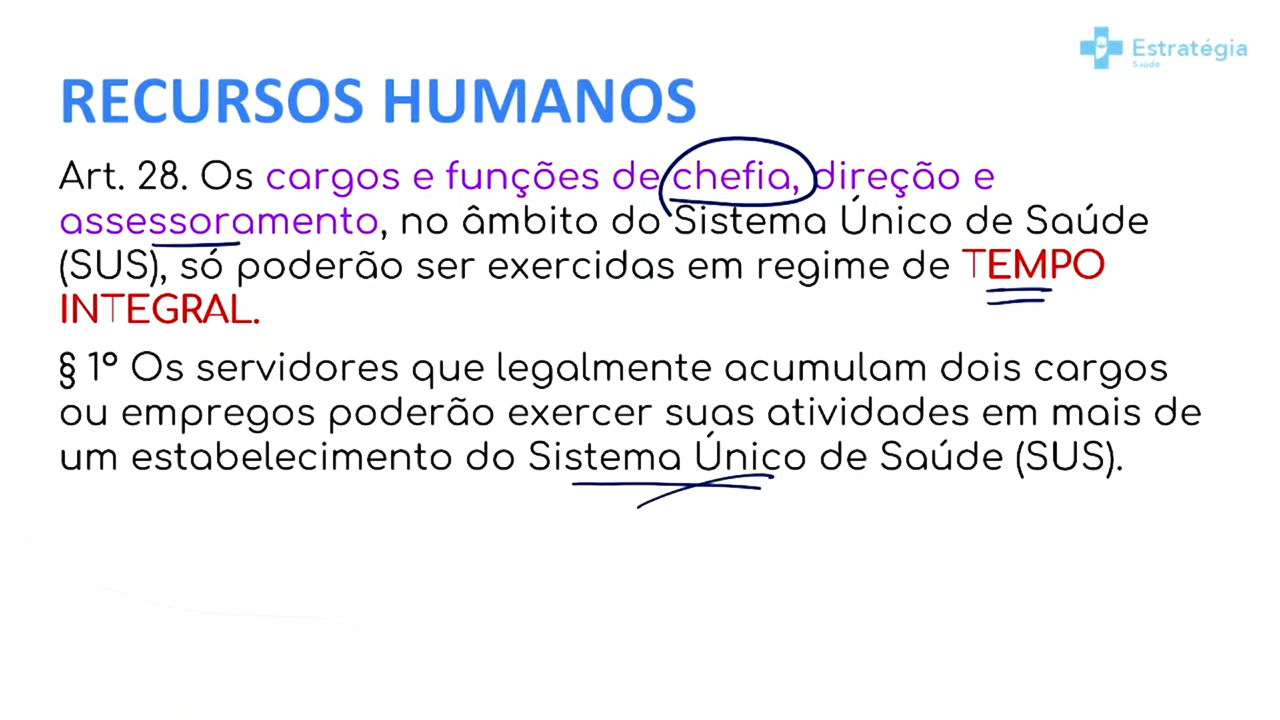 Estratégia
Saúde
RECURSOS HUMANOS
Art. 28. Os cargos e funções de chefia, direção e
assessoramento, no âmbito do Sistema Único de Saúde
(SUS), só poderão ser exercidas em regime de TEMPO
INTEGRAL.
§ 1° Os servidores que legalmente acumulam dois cargos
ou empregos poderão exercer suas atividades em mais de
um estabelecimento do Sistema Único de Saúde (SUS).